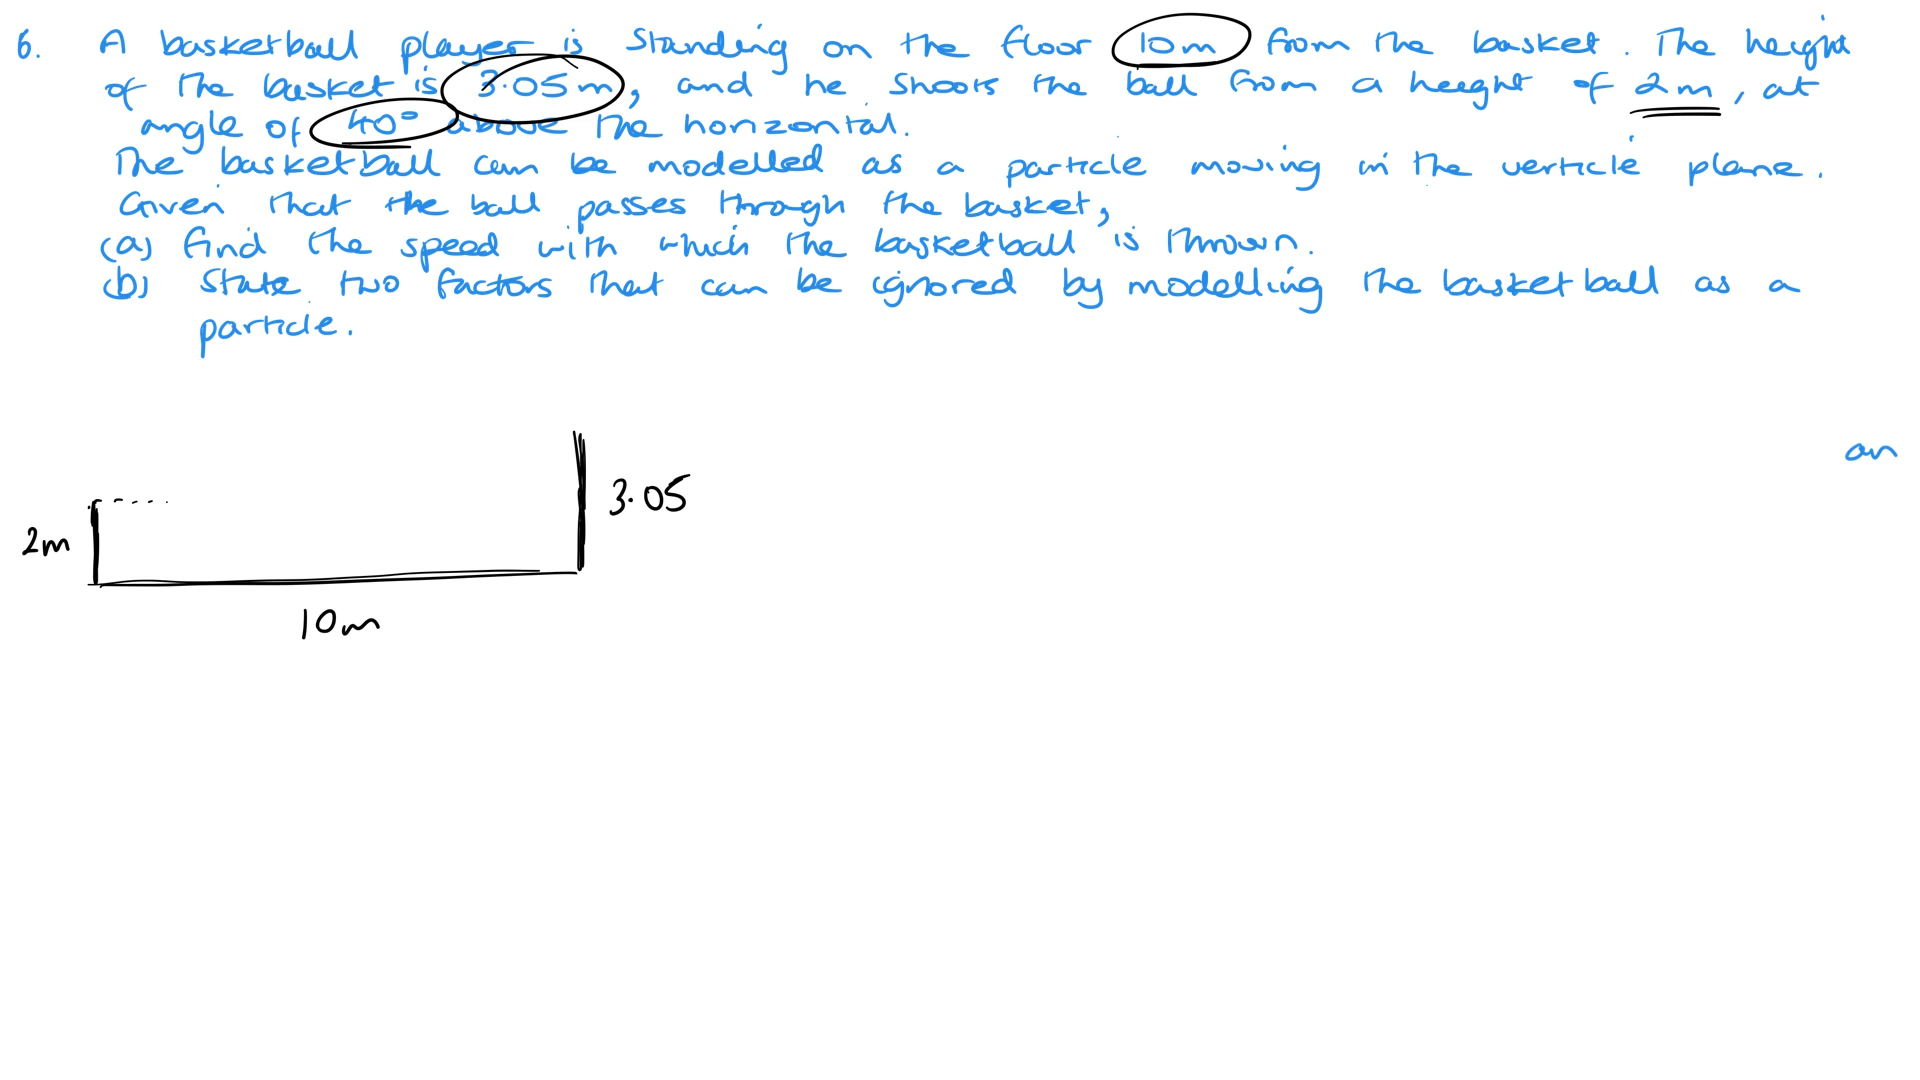 6. A basketball player is standing on the floor 10m from the basket. The height
of the basket is 3.05m, and he shoots the ball from a height of 2m, at
angle of 40° above the horizontal.
The basketball can be modelled as a particle moving in the verticle plane.
Given that the ball passes through the basket,
(a) find the speed with which the basketball is thrown.
(b) State two factors that can be ignored by modelling the basketball as a
particle.
an
3.05
2m
10m